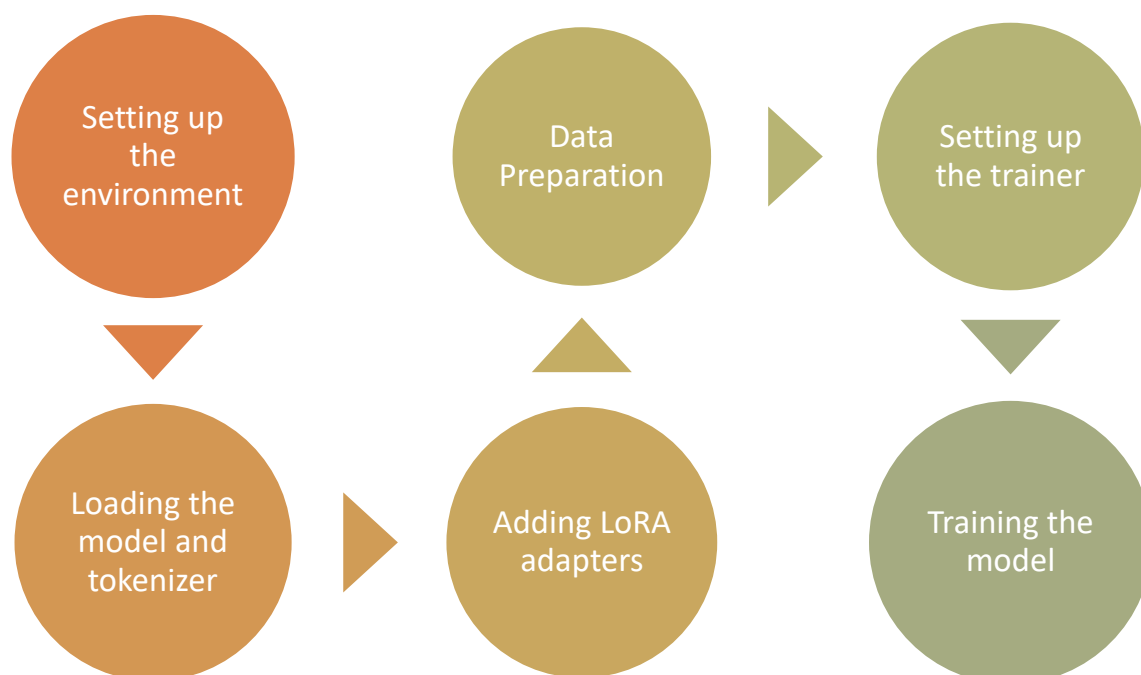 Setting up
the
environment
Loading the
model and
tokenizer
Adding LoRA
adapters
Data
Preparation
Setting up
the trainer
Training the
model